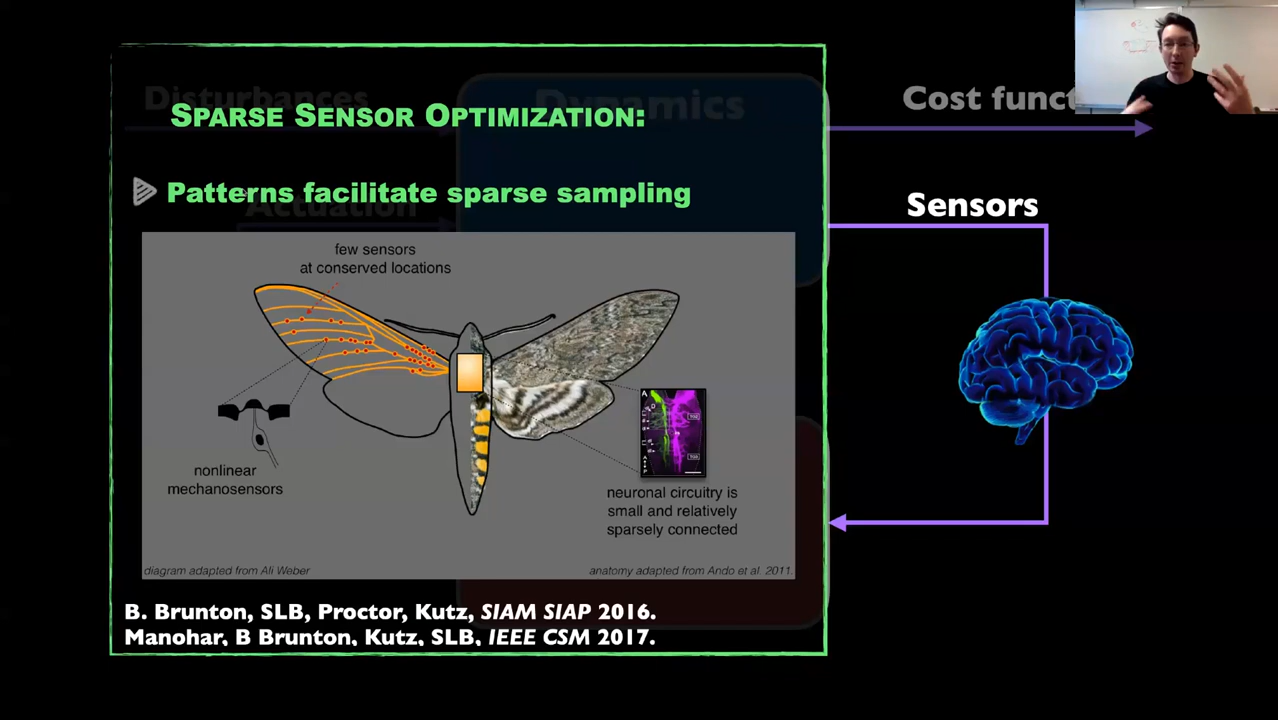 Disturbances
Dynamics
Cost funct
SPARSE SENSOR OPTIMIZATION:
Patterns facilitate sparse sampling
Actuation
Sensors
few sensors
at conserved locations
nonlinear
mechanosensors
neuronal circuitry is
small and relatively
sparsely connected
diagram adapted from Ali Weber
anatomy adapted from Ando et al. 2011.
B. Brunton, SLB, Proctor, Kutz, SIAM SIAP 2016.
Manohar, B Brunton, Kutz, SLB, IEEE CSM 2017.